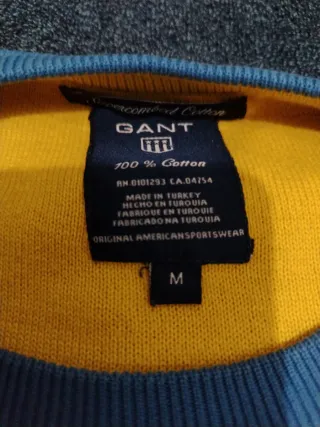 Supercombed Cotton
GANT
100 % Cotton
RN.0101293 CA.04754
MADE IN TURKEY
HECHO EN TURQUIA
FABRIQUE EN TURQUIE
FABRICADO NA TURQUIA
ORIGINAL AMERICAN SPORTSWEAR
M